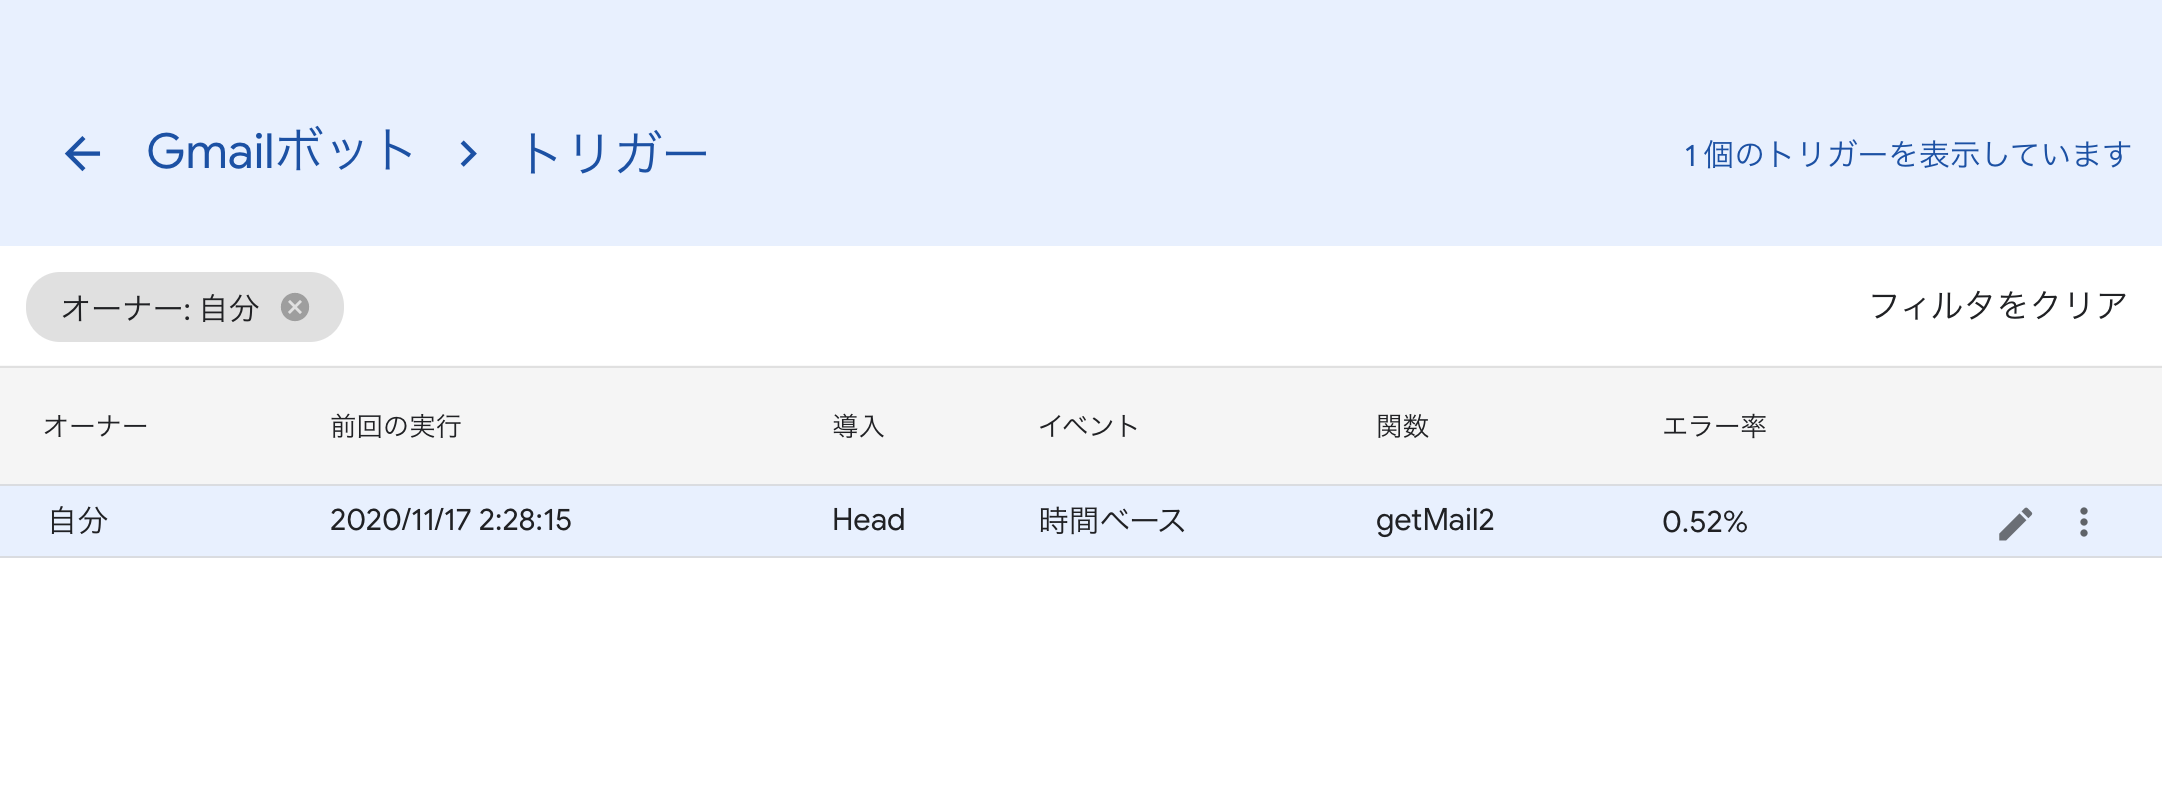 Gmailボット > トリガー
1 個のトリガーを表示しています
オーナー: 自分
フィルタをクリア
オーナー 前回の実行 導入 イベント 関数 エラー率
自分 2020/11/17 2:28:15 Head 時間ベース getMail2 0.52%